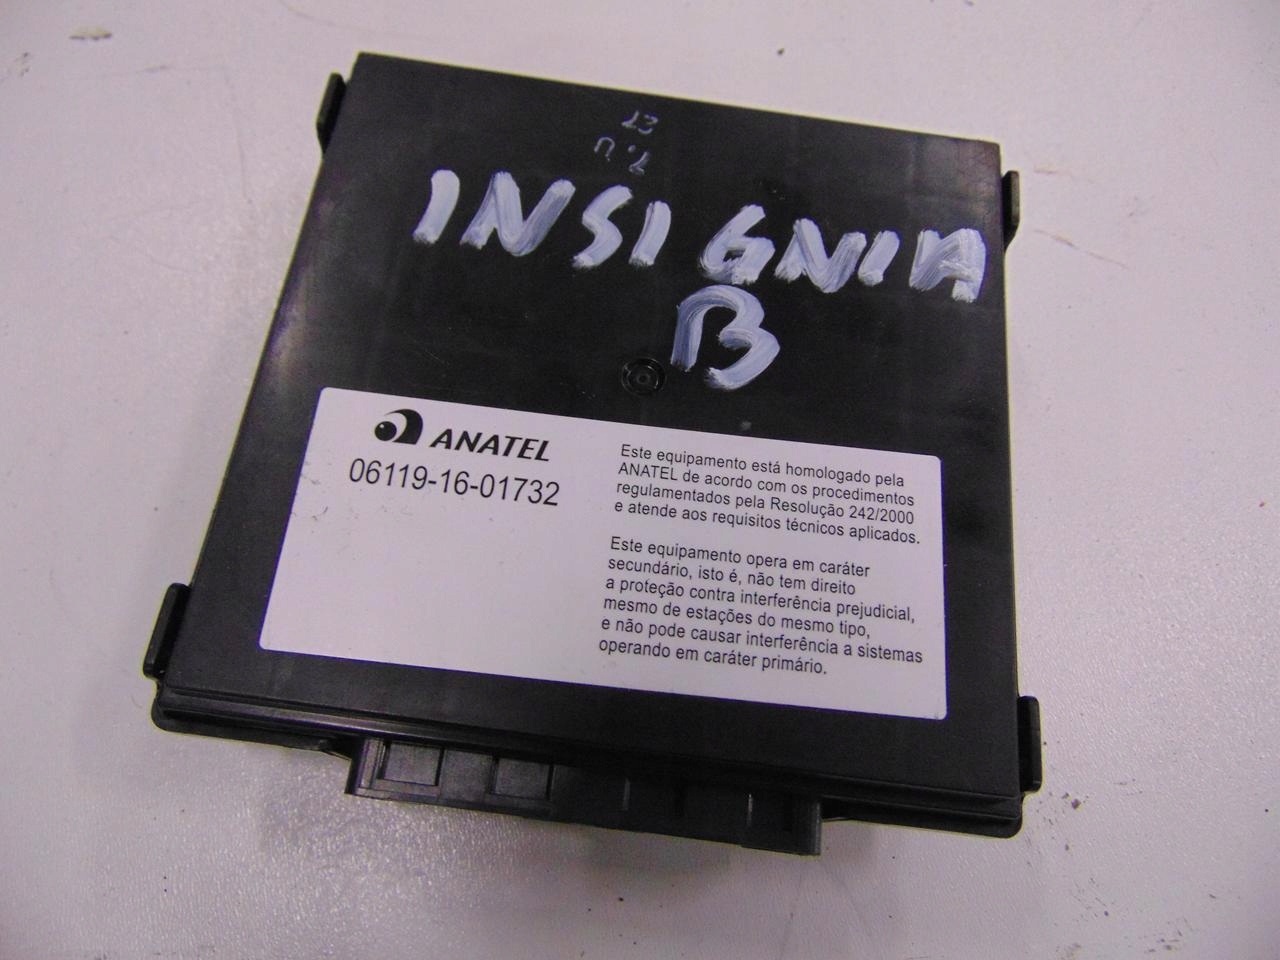 INSIGNIA
B
ANATEL
06119-16-01732
Este equipamento está homologado pela
ANATEL de acordo com os procedimentos
regulamentados pela Resolução 242/2000
e atende aos requisitos técnicos aplicados.
Este equipamento opera em caráter
secundário, isto é, não tem direito
a proteção contra interferência prejudicial,
mesmo de estações do mesmo tipo,
e não pode causar interferência a sistemas
operando em caráter primário.